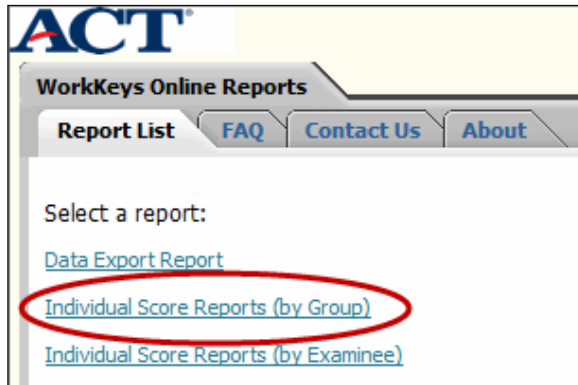 ACT
WorkKeys Online Reports
Report List FAQ Contact Us About
Select a report:
Data Export Report
Individual Score Reports (by Group)
Individual Score Reports (by Examinee)